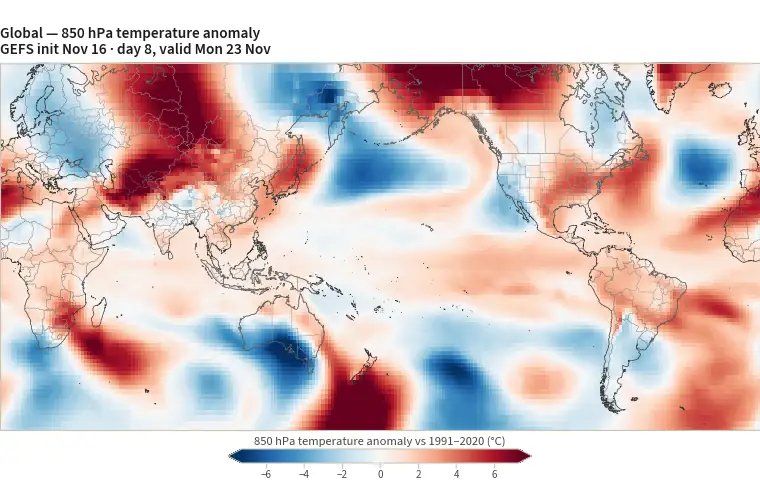 Global — 850 hPa temperature anomaly
GEFS init Nov 16 · day 8, valid Mon 23 Nov
850 hPa temperature anomaly vs 1991–2020 (°C)
−6 −4 −2 0 2 4 6